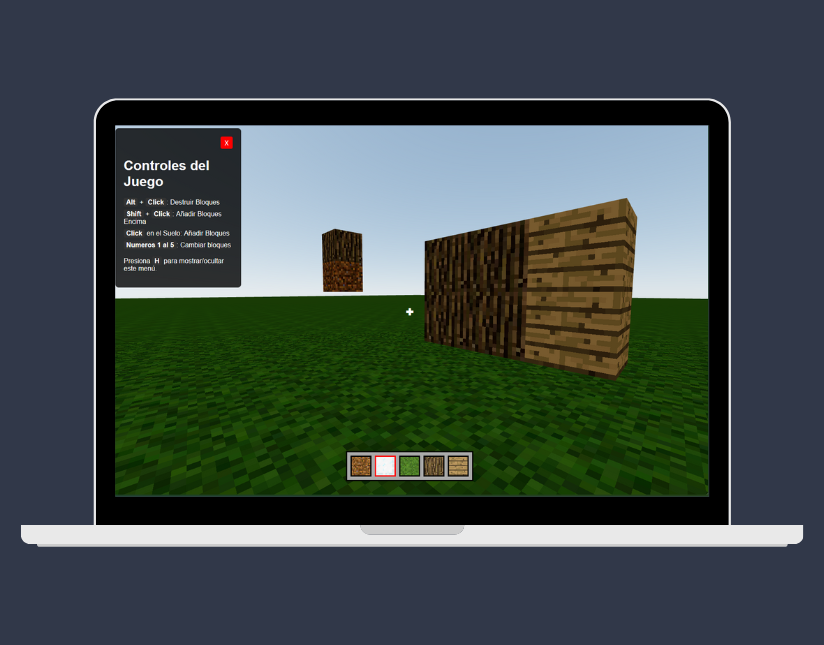 x
Controles del
Juego
Alt + Click : Destruir Bloques
Shift + Click : Añadir Bloques
Encima
Click en el Suelo: Añadir Bloques
Numeros 1 al 5 : Cambiar bloques
Presiona H para mostrar/ocultar
este menú.